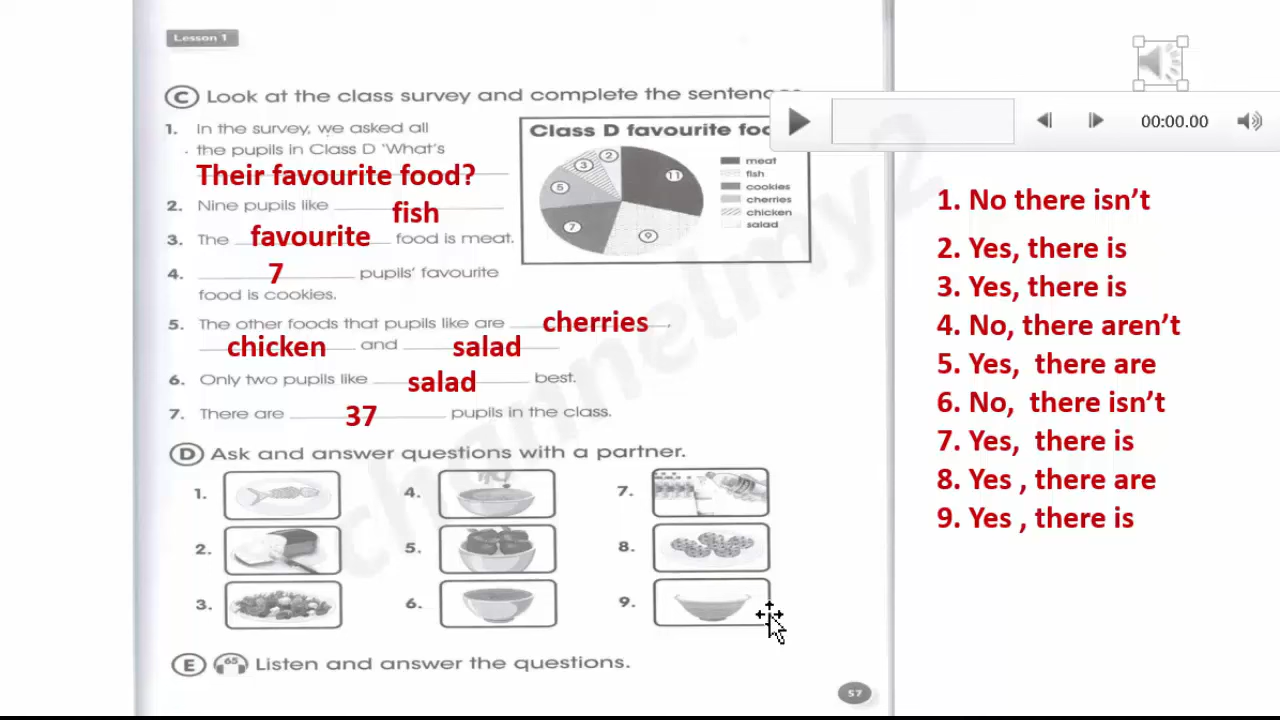 Lesson 1
C Look at the class survey and complete the sentences.
1. In the survey, we asked all
the pupils in Class D 'What's
Their favourite food?
2. Nine pupils like fish
3. The favourite food is meat.
4. 7 pupils' favourite
food is cookies.
5. The other foods that pupils like are cherries,
chicken and salad
6. Only two pupils like salad best.
7. There are 37 pupils in the class.
Class D favourite foo
2
3
5
7
9
11
meat
fish
cookies
cherries
chicken
salad
D Ask and answer questions with a partner.
1. 4. 7.
2. 5. 8.
3. 6. 9.
E 65 Listen and answer the questions.
57
00:00.00
1. No there isn't
2. Yes, there is
3. Yes, there is
4. No, there aren't
5. Yes, there are
6. No, there isn't
7. Yes, there is
8. Yes , there are
9. Yes , there is
channelmy2